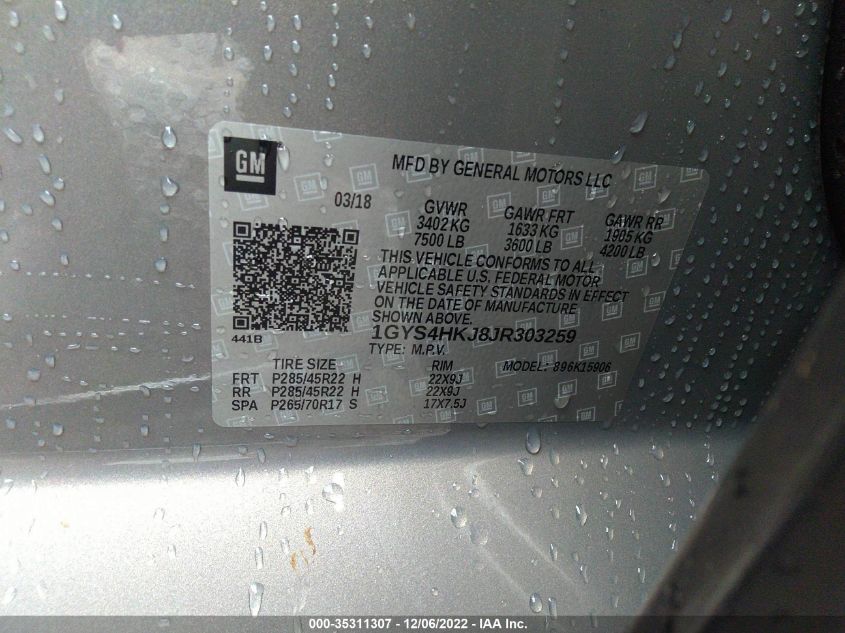 GM
MFD BY GENERAL MOTORS LLC
03/18
GVWR GAWR FRT GAWR RR
3402 KG 1633 KG 1905 KG
7500 LB 3600 LB 4200 LB
THIS VEHICLE CONFORMS TO ALL
APPLICABLE U.S. FEDERAL MOTOR
VEHICLE SAFETY STANDARDS IN EFFECT
ON THE DATE OF MANUFACTURE
SHOWN ABOVE.
441B
1GYS4HKJ8JR303259
TYPE: M.P.V. MODEL: 896K15906
TIRE SIZE RIM
FRT P285/45R22 H 22X9J
RR P285/45R22 H 22X9J
SPA P265/70R17 S 17X7.5J
000-35311307 - 12/06/2022 - IAA Inc.